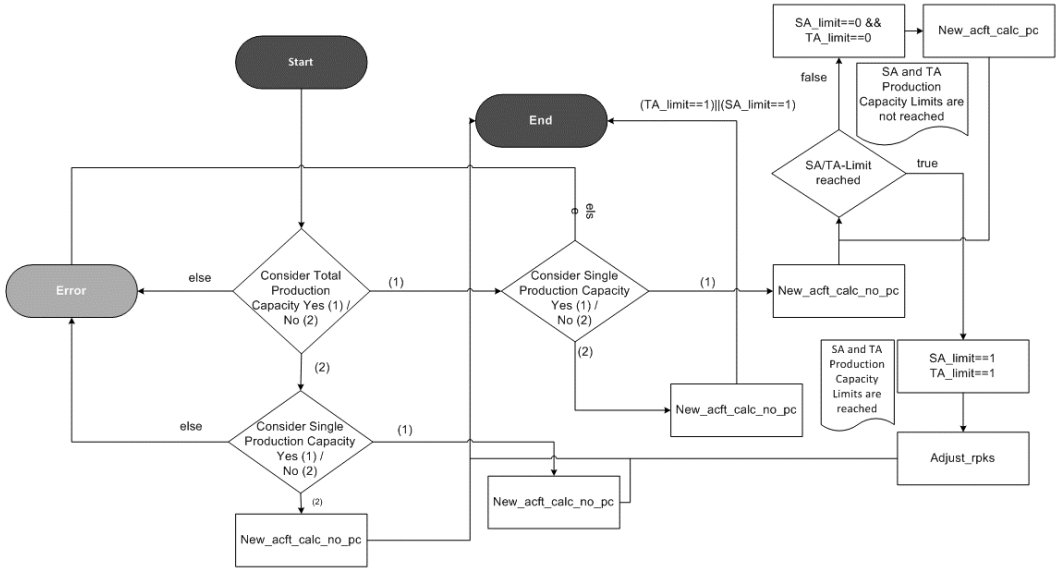 Start
End
(TA_limit==1)||(SA_limit==1)
SA_limit==0 &&
TA_limit==0
New_acft_calc_pc
false
SA and TA
Production
Capacity Limits are
not reached
SA/TA-Limit
reached
true
els
e
Error
else
Consider Total
Production
Capacity Yes (1) /
No (2)
(1)
Consider Single
Production Capacity
Yes (1) /
No (2)
(1)
New_acft_calc_no_pc
(2)
(2)
SA and TA
Production
Capacity
Limits are
reached
SA_limit==1
TA_limit==1
New_acft_calc_no_pc
else
Consider Single
Production Capacity
Yes (1) /
No (2)
(1)
Adjust_rpks
(2)
New_acft_calc_no_pc
New_acft_calc_no_pc